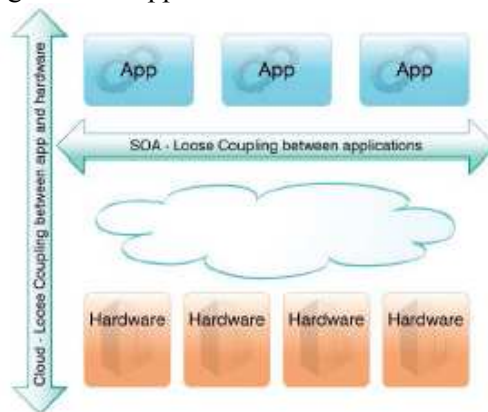 App App App
SOA - Loose Coupling between applications
Cloud - Loose Coupling between app and hardware
Hardware Hardware Hardware Hardware